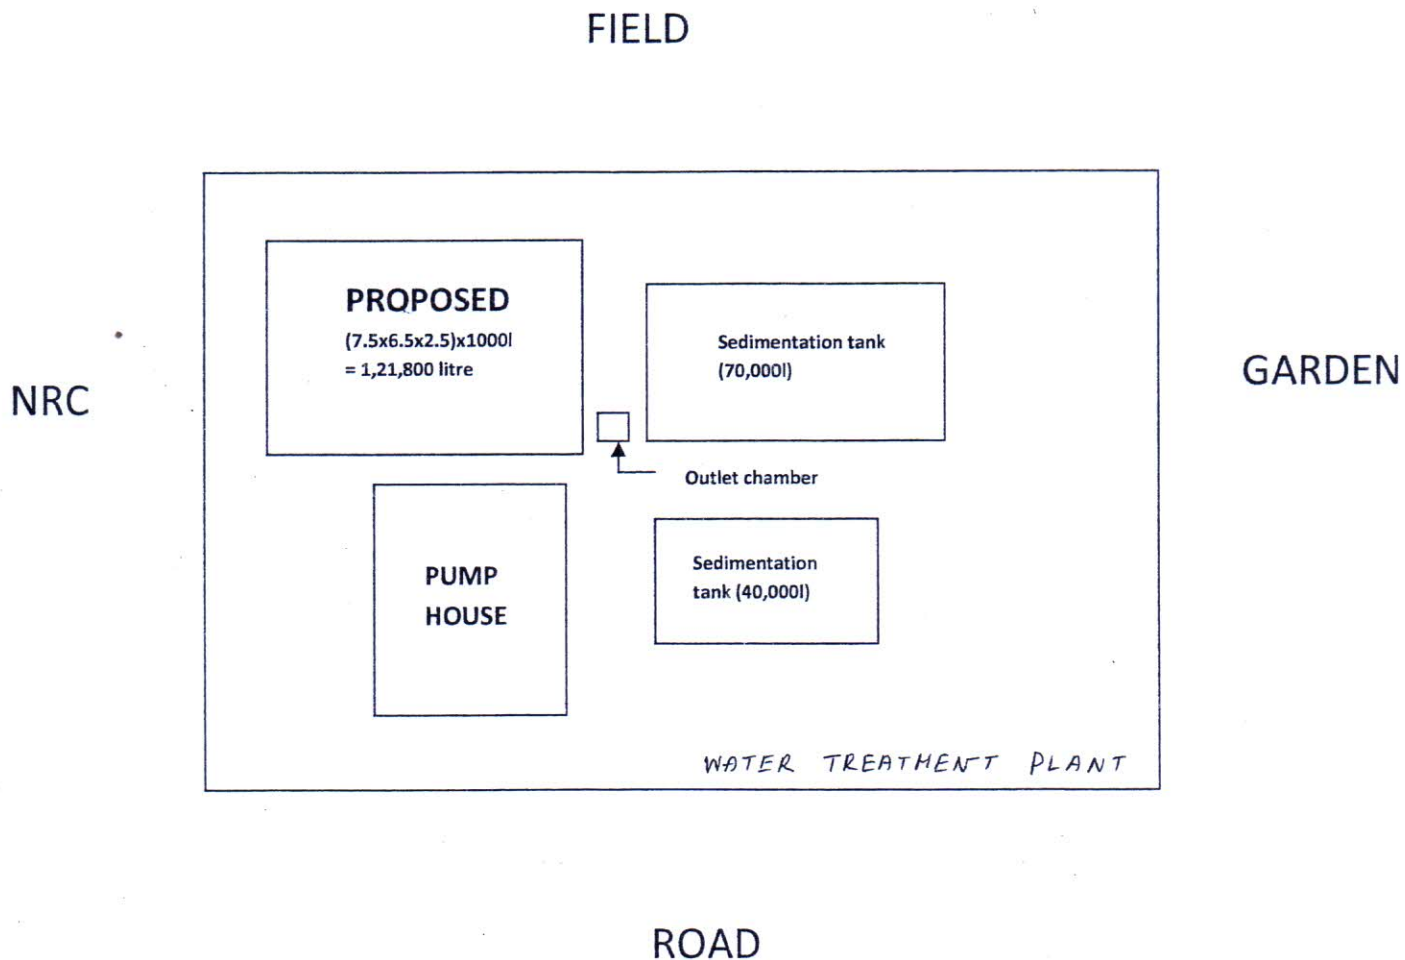 FIELD
PROPOSED
(7.5x6.5x2.5)x1000l
= 1,21,800 litre
Sedimentation tank
(70,000l)
NRC
GARDEN
Outlet chamber
PUMP
HOUSE
Sedimentation
tank (40,000l)
WATER TREATMENT PLANT
ROAD